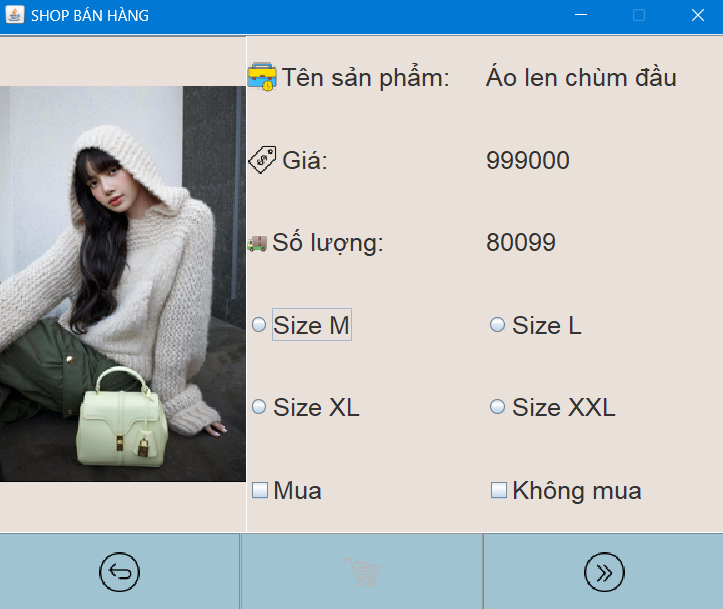 SHOP BÁN HÀNG
Tên sản phẩm: Áo len chùm đầu
Giá: 999000
Số lượng: 80099
Size M Size L
Size XL Size XXL
Mua Không mua